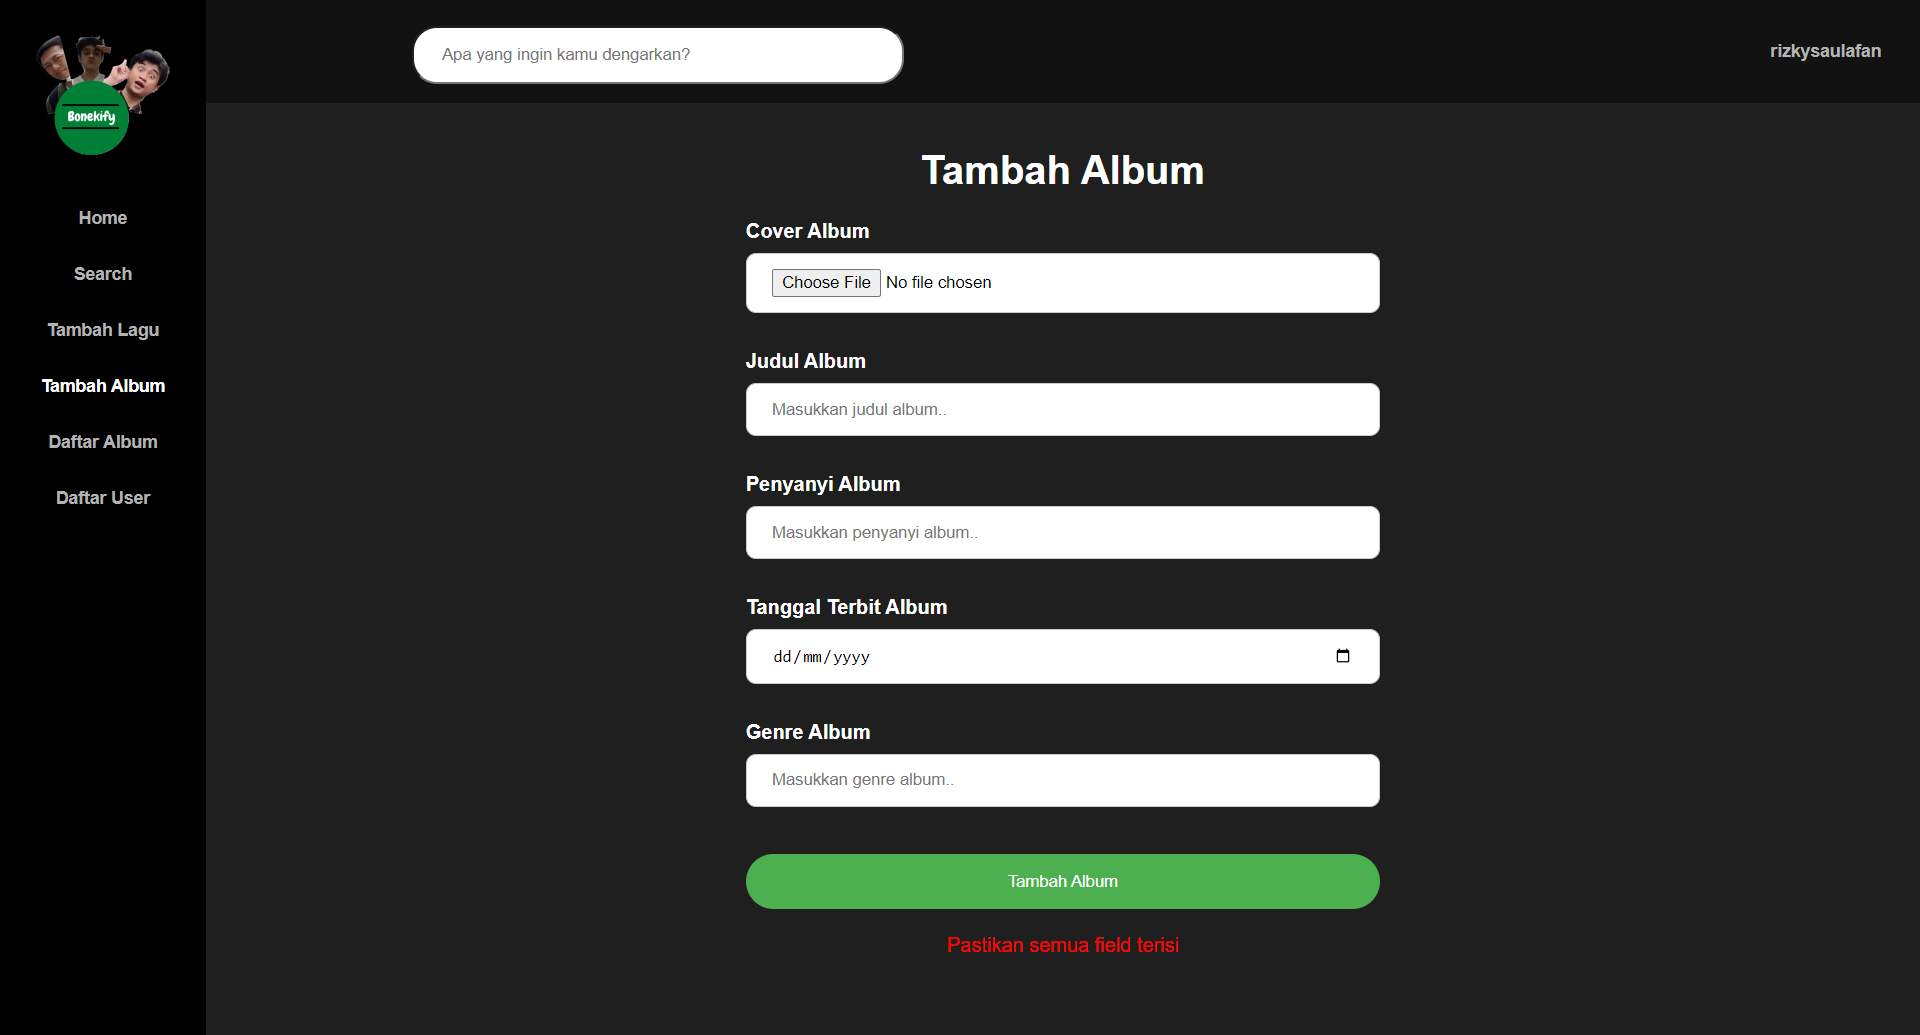 Bonekify
Home
Search
Tambah Lagu
Tambah Album
Daftar Album
Daftar User
Apa yang ingin kamu dengarkan?
rizkysaulafan
Tambah Album
Cover Album
Choose File No file chosen
Judul Album
Masukkan judul album..
Penyanyi Album
Masukkan penyanyi album..
Tanggal Terbit Album
dd/mm/yyyy
Genre Album
Masukkan genre album..
Tambah Album
Pastikan semua field terisi